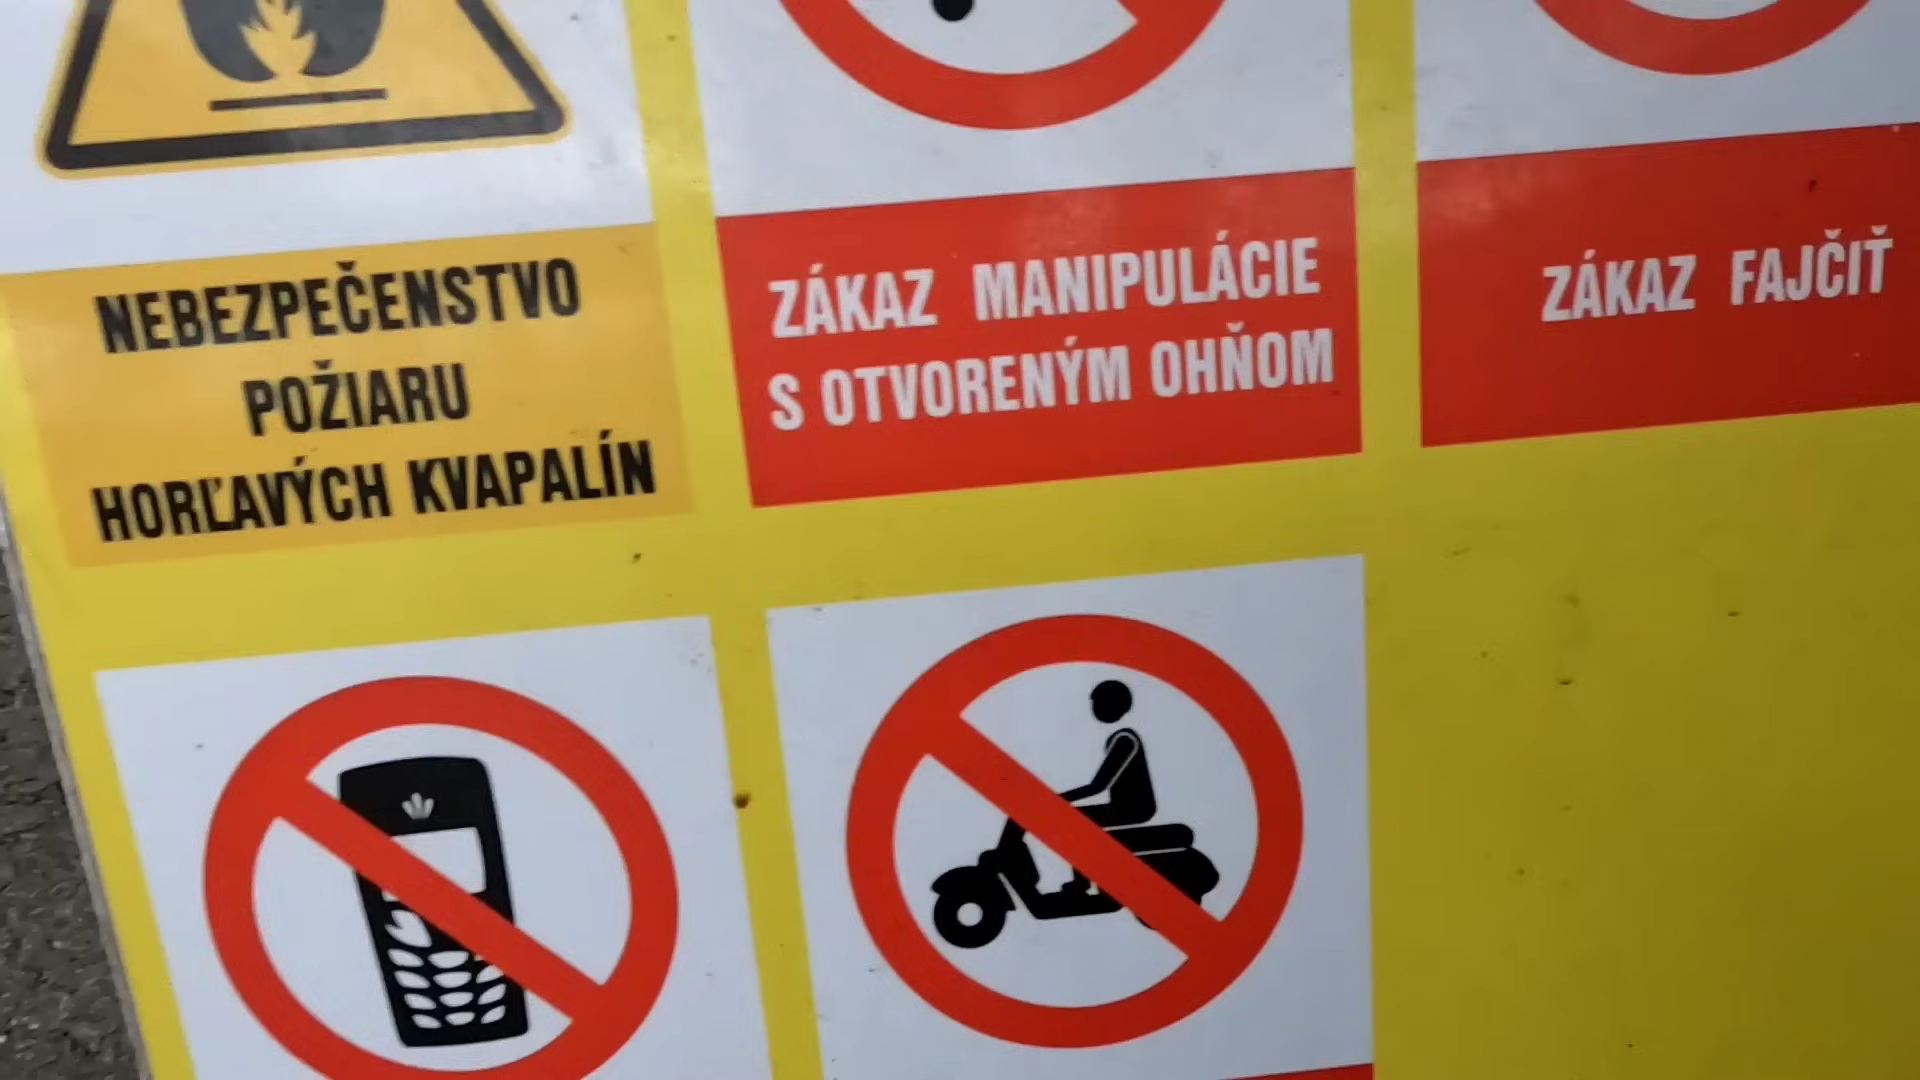 NEBEZPEČENSTVO
POŽIARU
HORĽAVÝCH KVAPALÍN
ZÁKAZ MANIPULÁCIE
S OTVORENÝM OHŇOM
ZÁKAZ FAJČIŤ